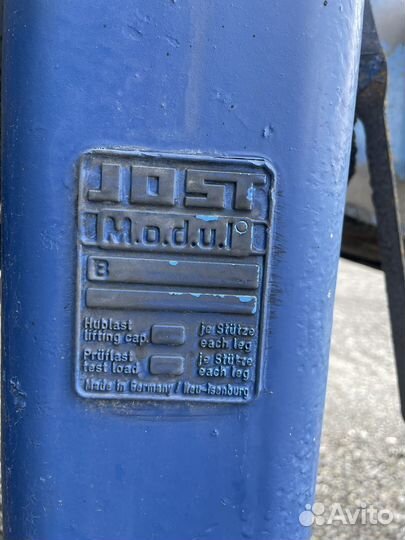 JOST
M.o.d.u.l
B
Hublast je Stütze
lifting cap. each leg
Prüflast je Stütze
test load each leg
Made in Germany / Neu-Isenburg
Avito